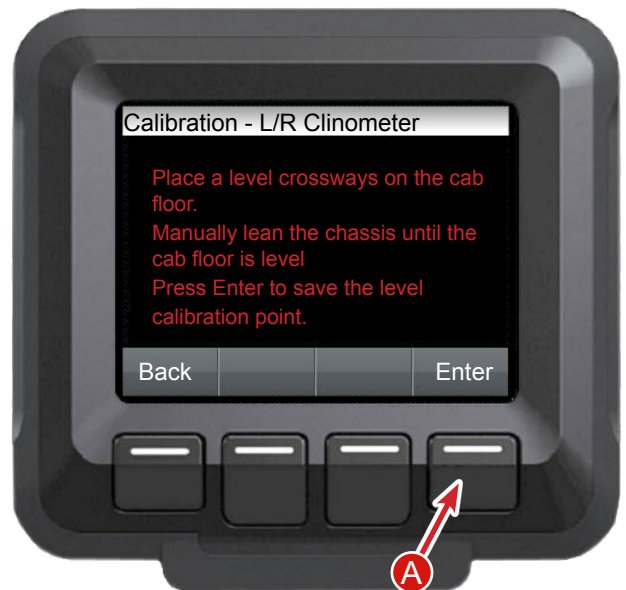 Calibration - L/R Clinometer
Place a level crossways on the cab
floor.
Manually lean the chassis until the
cab floor is level
Press Enter to save the level
calibration point.
Back Enter
A